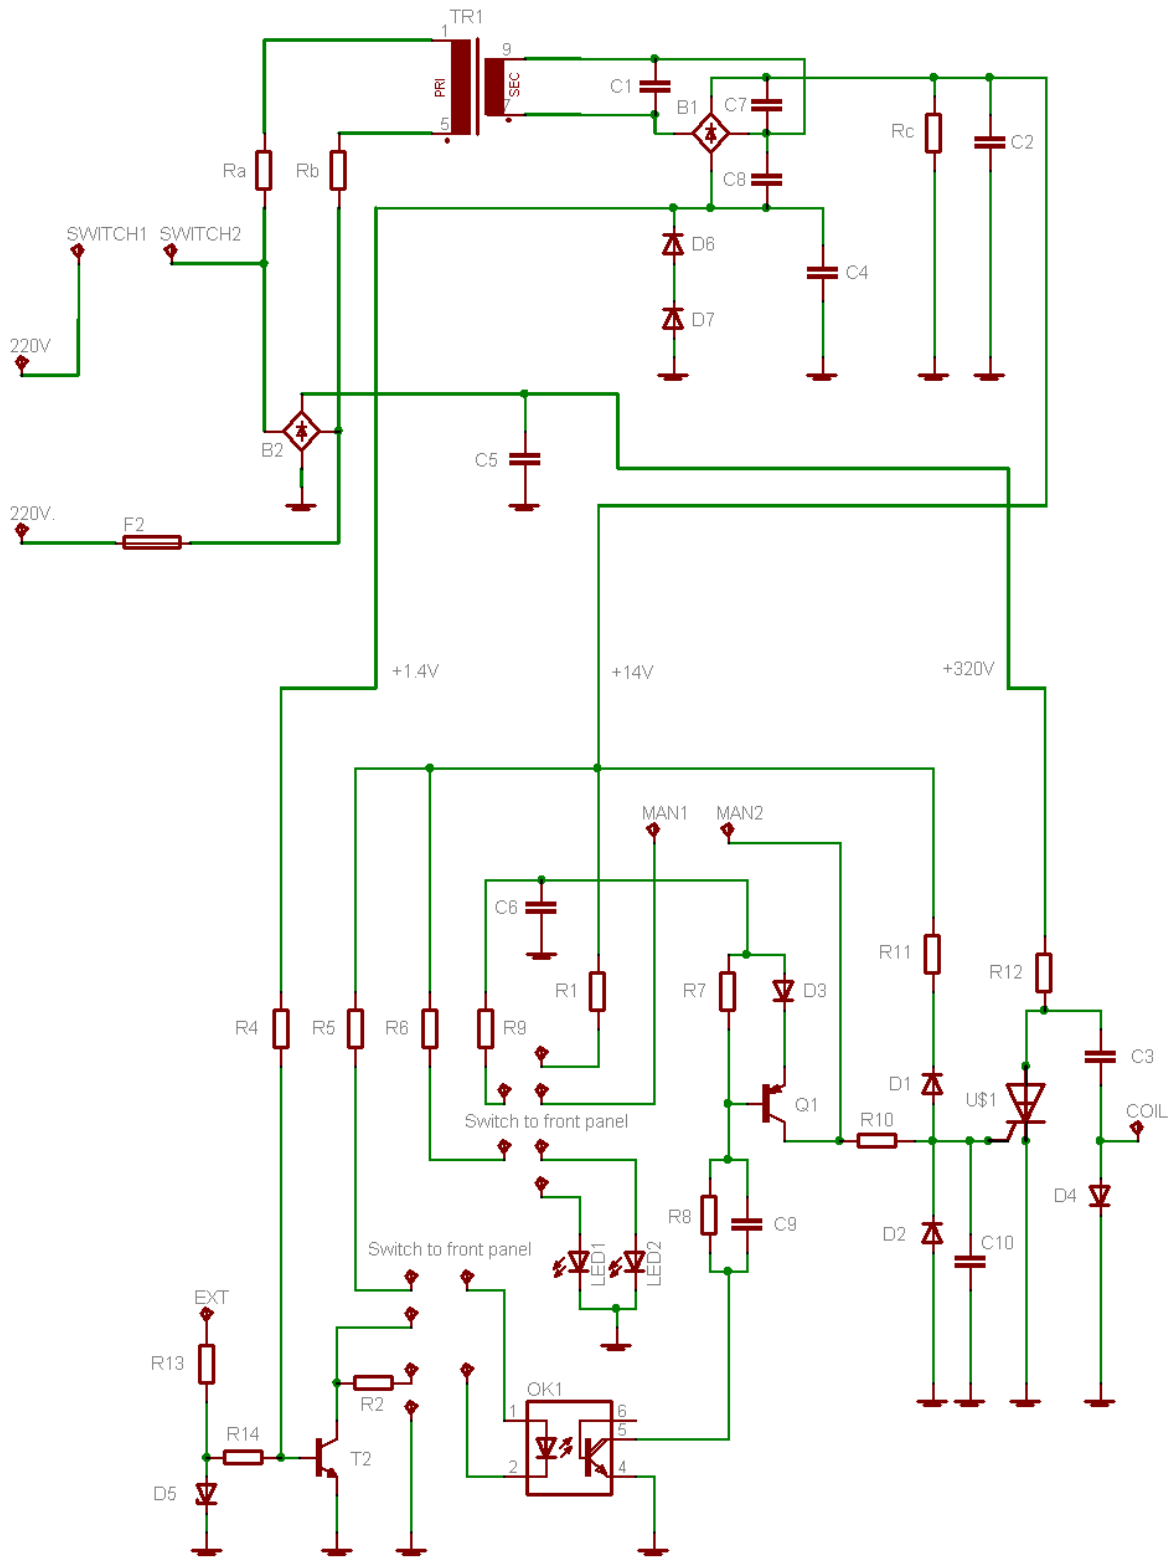 TR1
1
9
PRI
SEC
C1
B1
C7
7
5
Rc
C2
Ra
Rb
C8
SWITCH1
SWITCH2
D6
C4
D7
220V
B2
C5
220V.
F2
+1.4V
+14V
+320V
MAN1
MAN2
C6
R11
R12
R1
R7
D3
R4
R5
R6
R9
C3
D1
Q1
U$1
Switch to front panel
R10
COIL
D4
R8
C9
D2
C10
Switch to front panel
LED1
LED2
EXT
R13
OK1
R2
1
6
5
R14
T2
2
4
D5